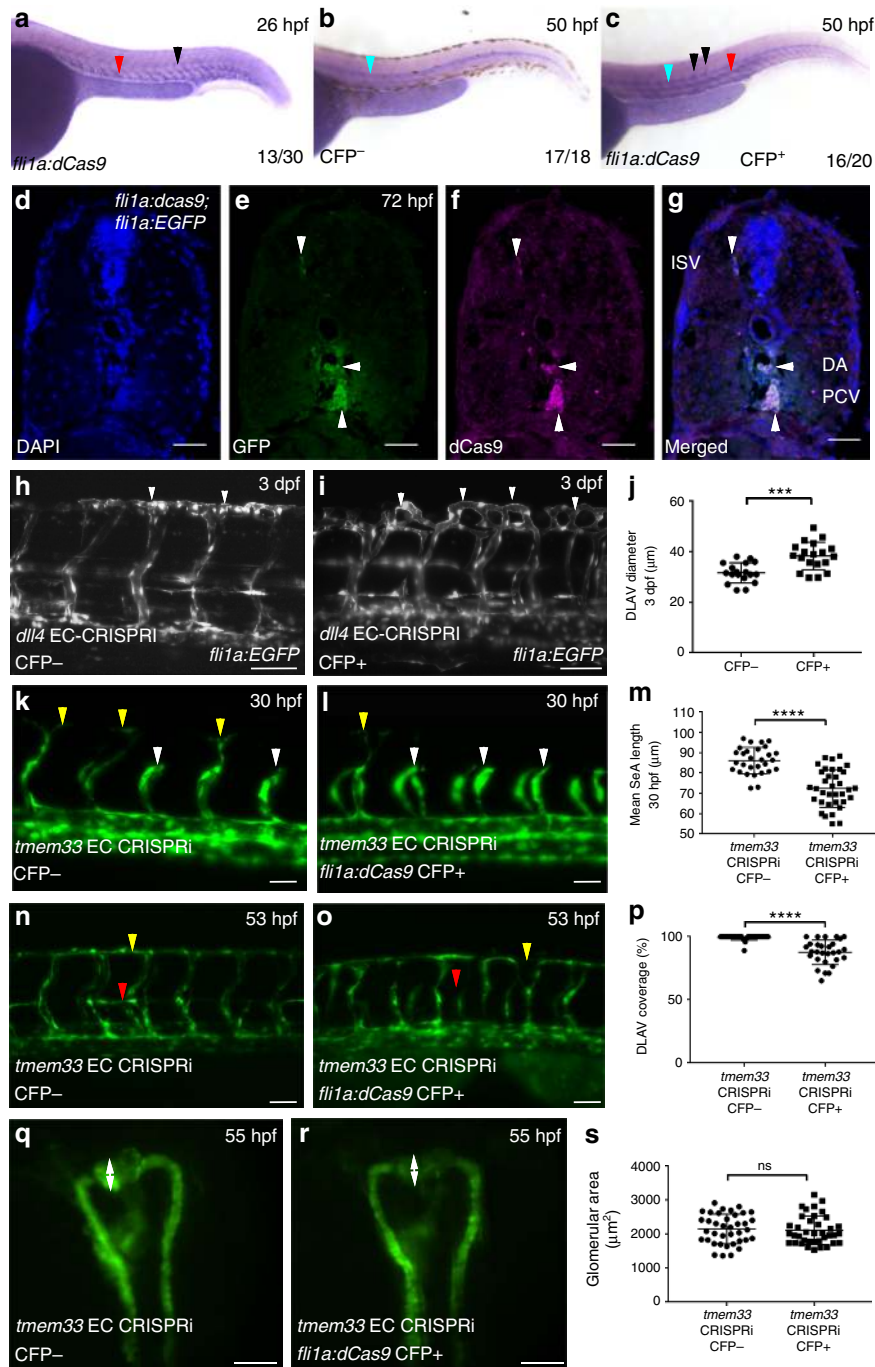 a 26 hpf
fli1a:dCas9 13/30
b 50 hpf
CFP– 17/18
c 50 hpf
fli1a:dCas9 CFP+ 16/20
d fli1a:dcas9;
fli1a:EGFP
DAPI
e 72 hpf
GFP
f
dCas9
g
ISV
DA
PCV
Merged
h 3 dpf
dll4 EC-CRISPRI
CFP– fli1a:EGFP
i 3 dpf
dll4 EC-CRISPRI
CFP+ fli1a:EGFP
j
***
60
40
20
0
DLAV diameter
3 dpf (μm)
CFP– CFP+
k 30 hpf
tmem33 EC CRISPRi
CFP–
l 30 hpf
tmem33 EC CRISPRi
fli1a:dCas9 CFP+
m
****
110
100
90
80
70
60
50
Mean SeA length
30 hpf (μm)
tmem33 tmem33
CRISPRi CRISPRi
CFP– CFP+
n 53 hpf
tmem33 EC CRISPRi
CFP–
o 53 hpf
tmem33 EC CRISPRi
fli1a:dCas9 CFP+
p
****
100
50
0
DLAV coverage (%)
tmem33 tmem33
CRISPRi CRISPRi
CFP– CFP+
q 55 hpf
tmem33 EC CRISPRi
CFP–
r 55 hpf
tmem33 EC CRISPRi
fli1a:dCas9 CFP+
s
ns
4000
3000
2000
1000
0
Glomerular area
(μm²)
tmem33 tmem33
CRISPRi CRISPRi
CFP– CFP+